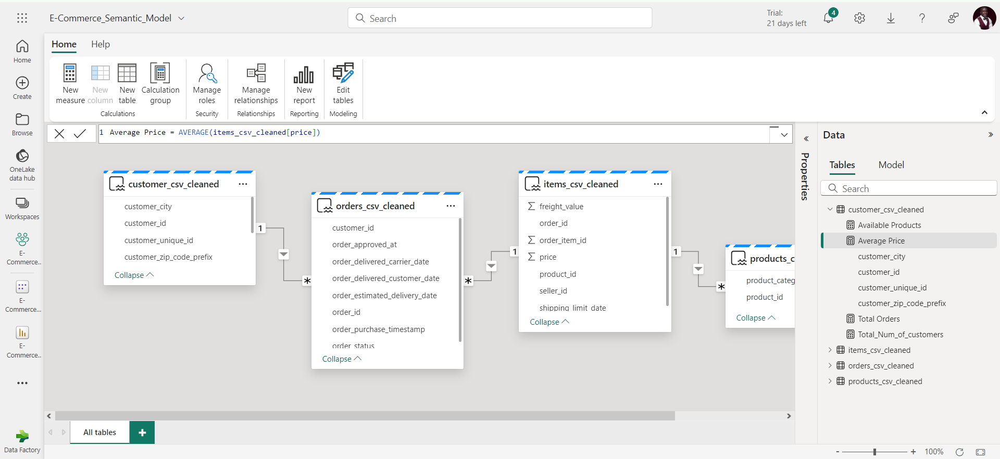 E-Commerce_Semantic_Model
Search
Trial:
21 days left
4
Home
Create
Browse
OneLake
data hub
Workspaces
E-
Commerce...
E-
Commerce...
E-
Commerce...
Data Factory
Home
Help
New
measure
New
column
New
table
Calculation
group
Calculations
Manage
roles
Security
Manage
relationships
Relationships
New
report
Reporting
Edit
tables
Modeling
1 Average Price = AVERAGE(items_csv_cleaned[price])
customer_csv_cleaned
customer_city
customer_id
customer_unique_id
customer_zip_code_prefix
Collapse
1
*
orders_csv_cleaned
customer_id
order_approved_at
order_delivered_carrier_date
order_delivered_customer_date
order_estimated_delivery_date
order_id
order_purchase_timestamp
order_status
Collapse
*
1
items_csv_cleaned
freight_value
order_id
order_item_id
price
product_id
seller_id
shipping_limit_date
Collapse
1
*
products_c
product_categ
product_id
Collapse
Properties
Data
Tables
Model
Search
customer_csv_cleaned
Available Products
Average Price
customer_city
customer_id
customer_unique_id
customer_zip_code_prefix
Total Orders
Total_Num_of_customers
items_csv_cleaned
orders_csv_cleaned
products_csv_cleaned
All tables
+
- + 100%